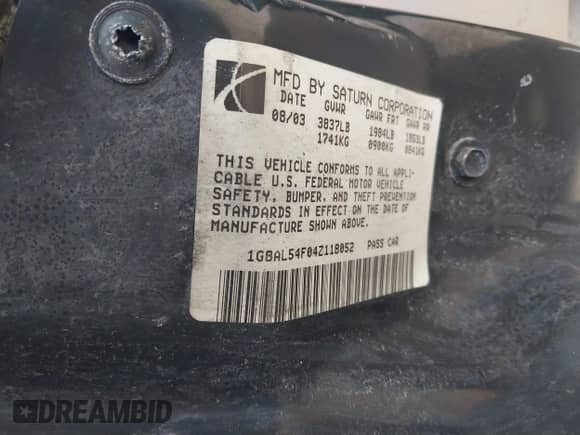 MFD BY SATURN CORPORATION
DATE GVWR GAWR FRT GAWR RR
08/03 3837LB 1984LB 1853LB
1741KG 0900KG 0841KG
THIS VEHICLE CONFORMS TO ALL APPLI-
CABLE U.S. FEDERAL MOTOR VEHICLE
SAFETY, BUMPER, AND THEFT PREVENTION
STANDARDS IN EFFECT ON THE DATE OF
MANUFACTURE SHOWN ABOVE.
1G8AL54F04Z118052 PASS CAR
DREAMBID